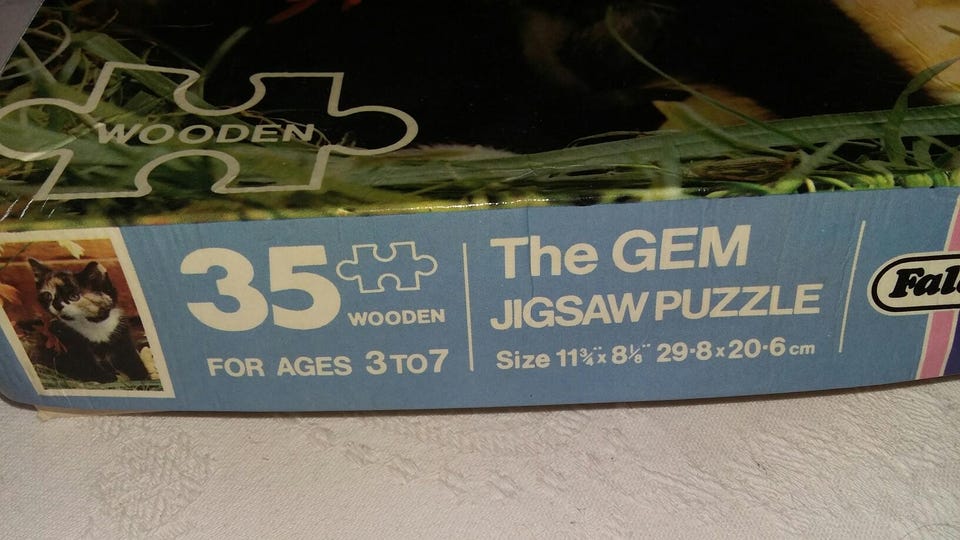 WOODEN
35
WOODEN
FOR AGES 3 TO 7
The GEM
JIGSAW PUZZLE
Size 11¾" x 8⅛" 29·8 x 20·6 cm